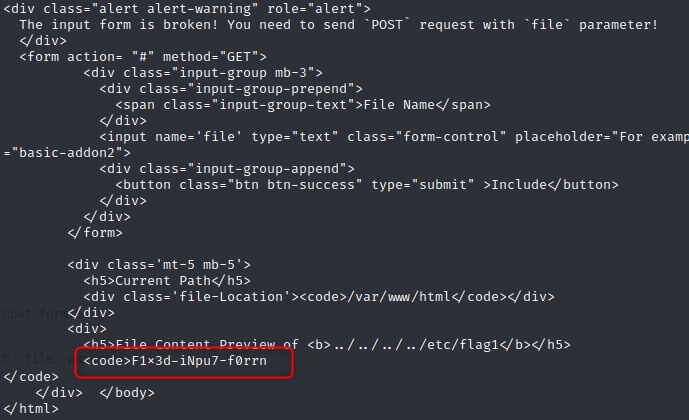 <div class="alert alert-warning" role="alert">
The input form is broken! You need to send `POST` request with `file` parameter!
</div>
<form action= "#" method="GET">
<div class="input-group mb-3">
<div class="input-group-prepend">
<span class="input-group-text">File Name</span>
</div>
<input name='file' type="text" class="form-control" placeholder="For examp
="basic-addon2">
<div class="input-group-append">
<button class="btn btn-success" type="submit" >Include</button>
</div>
</div>
</form>
<div class='mt-5 mb-5'>
<h5>Current Path</h5>
<div class='file-Location'><code>/var/www/html</code></div>
</div>
<div>
<h5>File Content Preview of <b>../../../../etc/flag1</b></h5>
<code>F1×3d-iNpu7-f0rrn
</code>
</div> </body>
</html>